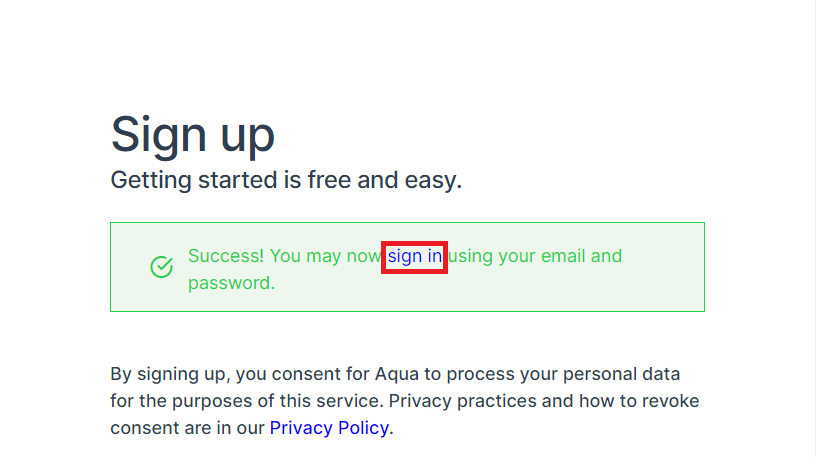 Sign up
Getting started is free and easy.
Success! You may now sign in using your email and
password.
By signing up, you consent for Aqua to process your personal data
for the purposes of this service. Privacy practices and how to revoke
consent are in our Privacy Policy.